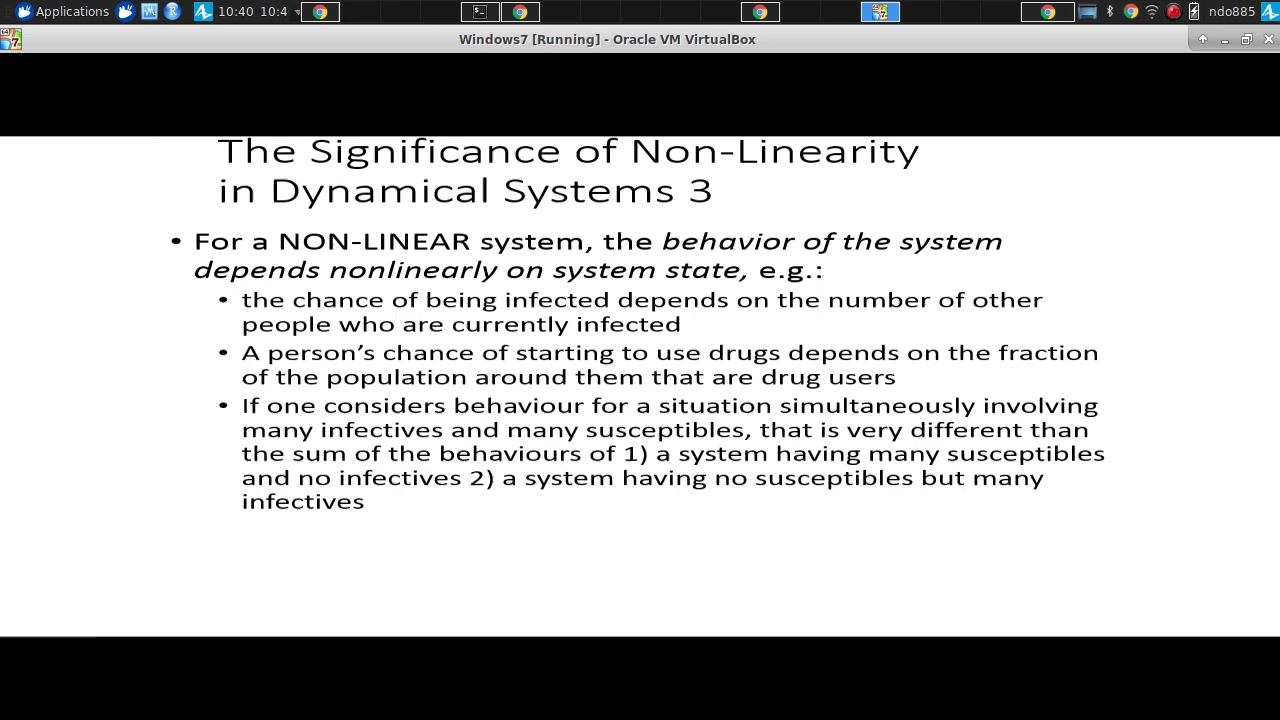 Applications 10:40 10:4 ndo885
Windows7 [Running] - Oracle VM VirtualBox
The Significance of Non-Linearity
in Dynamical Systems 3
• For a NON-LINEAR system, the behavior of the system
depends nonlinearly on system state, e.g.:
• the chance of being infected depends on the number of other
people who are currently infected
• A person’s chance of starting to use drugs depends on the fraction
of the population around them that are drug users
• If one considers behaviour for a situation simultaneously involving
many infectives and many susceptibles, that is very different than
the sum of the behaviours of 1) a system having many susceptibles
and no infectives 2) a system having no susceptibles but many
infectives